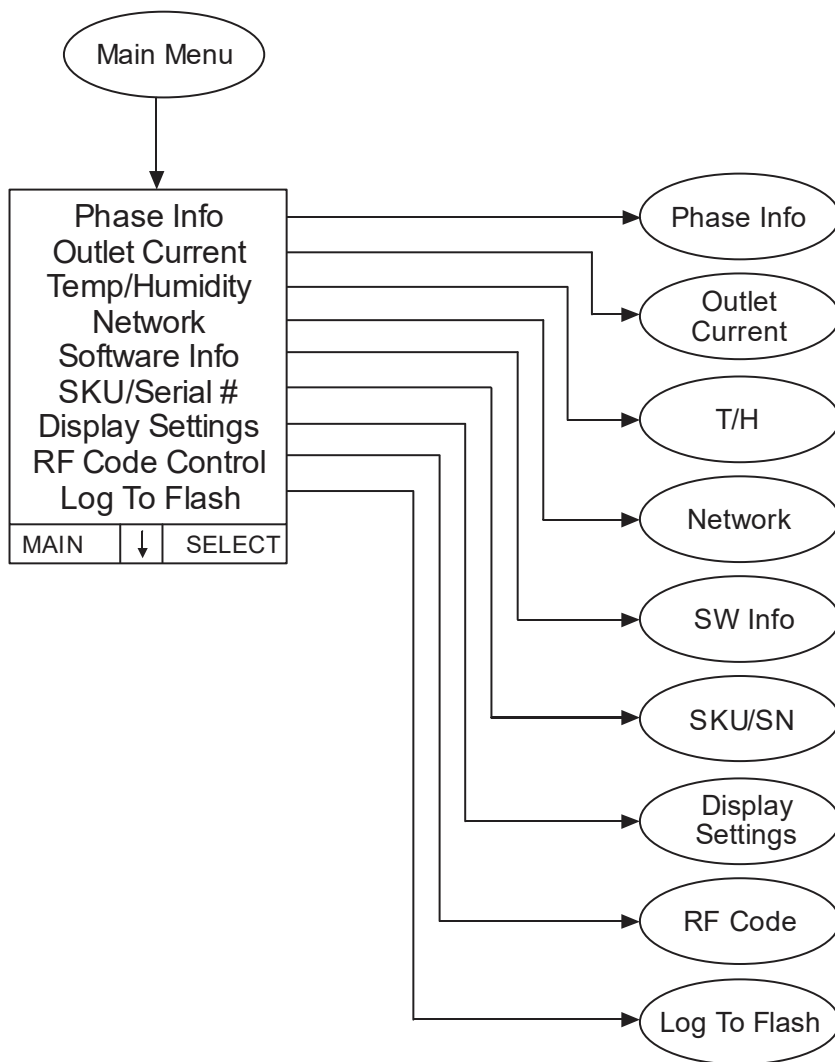 Main Menu
Phase Info
Outlet Current
Temp/Humidity
Network
Software Info
SKU/Serial #
Display Settings
RF Code Control
Log To Flash
MAIN ↓ SELECT
Phase Info
Outlet
Current
T/H
Network
SW Info
SKU/SN
Display
Settings
RF Code
Log To Flash